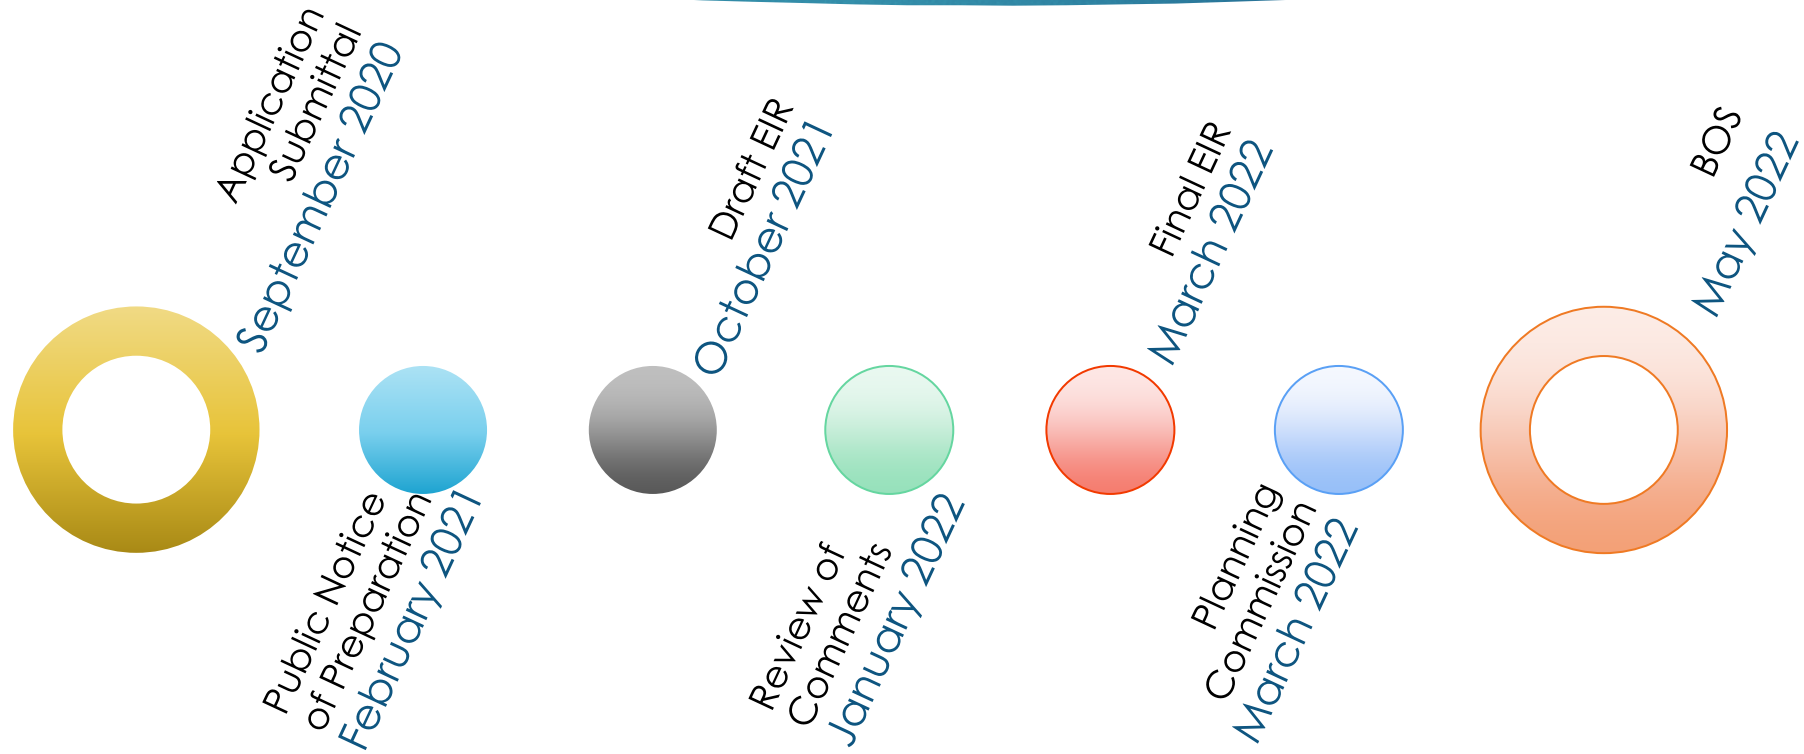 Application
Submittal
September 2020
Public Notice
of Preparation
February 2021
Draft EIR
October 2021
Review of
Comments
January 2022
Final EIR
March 2022
Planning
Commission
March 2022
BOS
May 2022